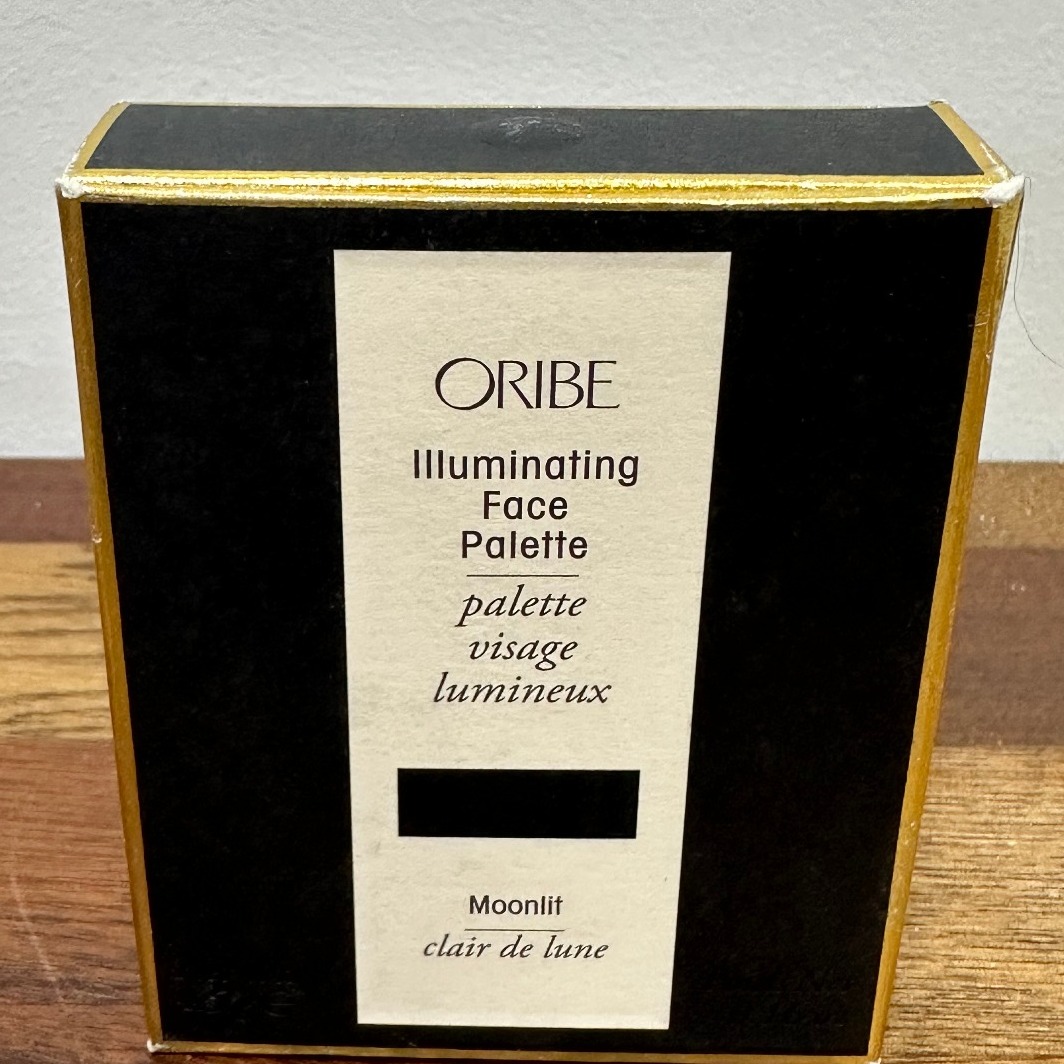 ORIBE
Illuminating
Face
Palette
palette
visage
lumineux
Moonlit
clair de lune